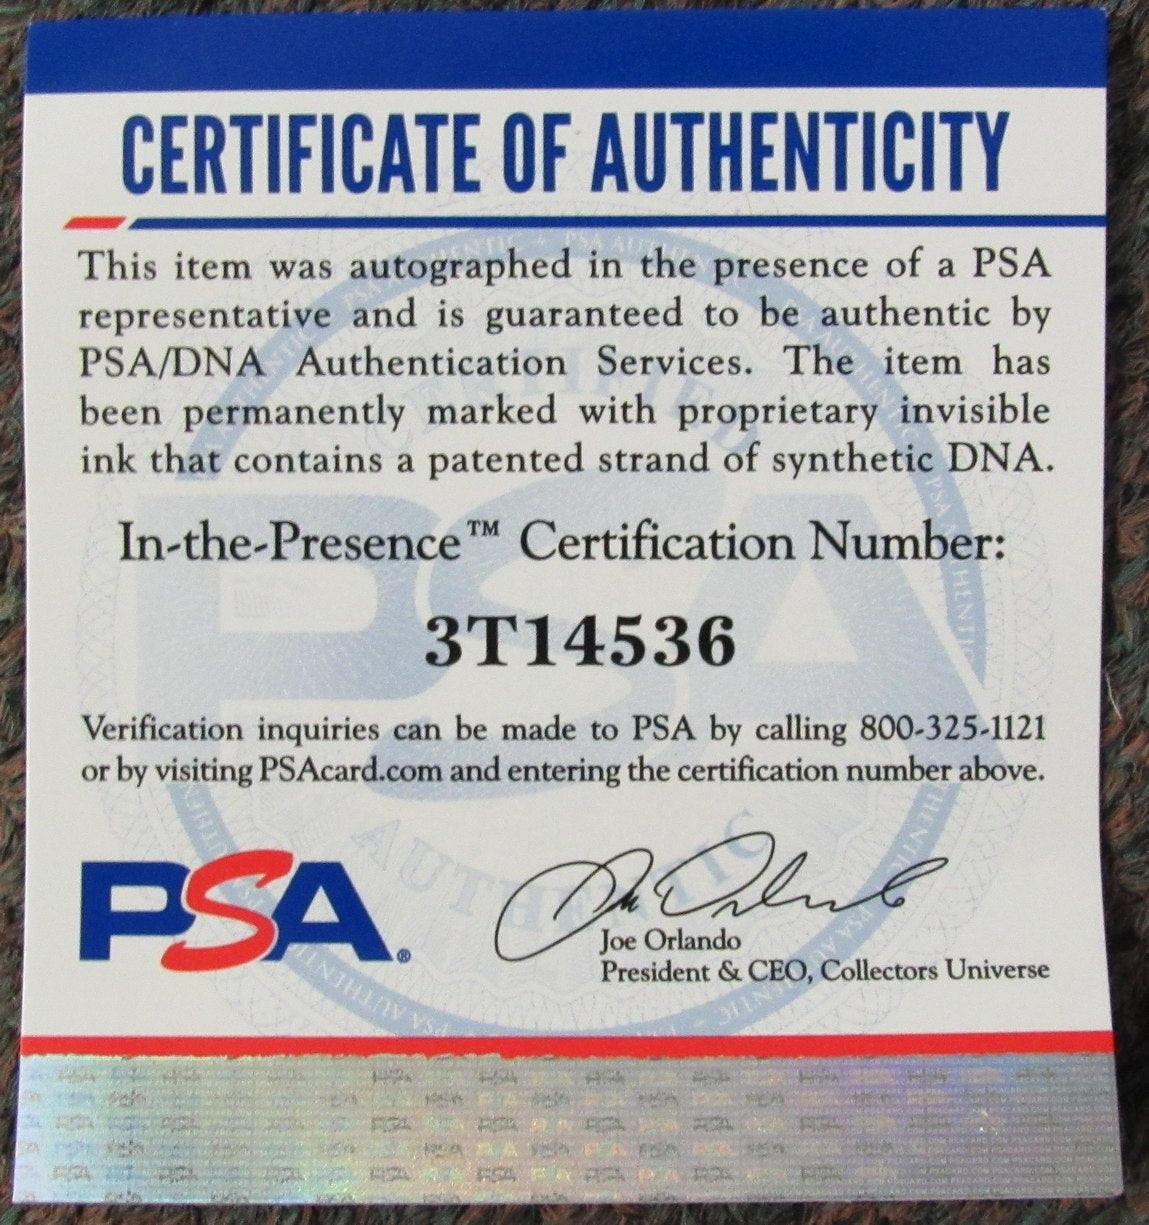 CERTIFICATE OF AUTHENTICITY
This item was autographed in the presence of a PSA
representative and is guaranteed to be authentic by
PSA/DNA Authentication Services. The item has
been permanently marked with proprietary invisible
ink that contains a patented strand of synthetic DNA.
In-the-Presence™ Certification Number:
3T14536
Verification inquiries can be made to PSA by calling 800-325-1121
or by visiting PSAcard.com and entering the certification number above.
PSA®
Joe Orlando
President & CEO, Collectors Universe